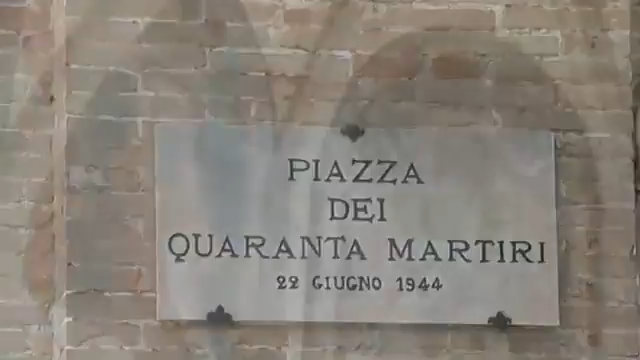 PIAZZA
DEI
QUARANTA MARTIRI
22 GIUGNO 1944